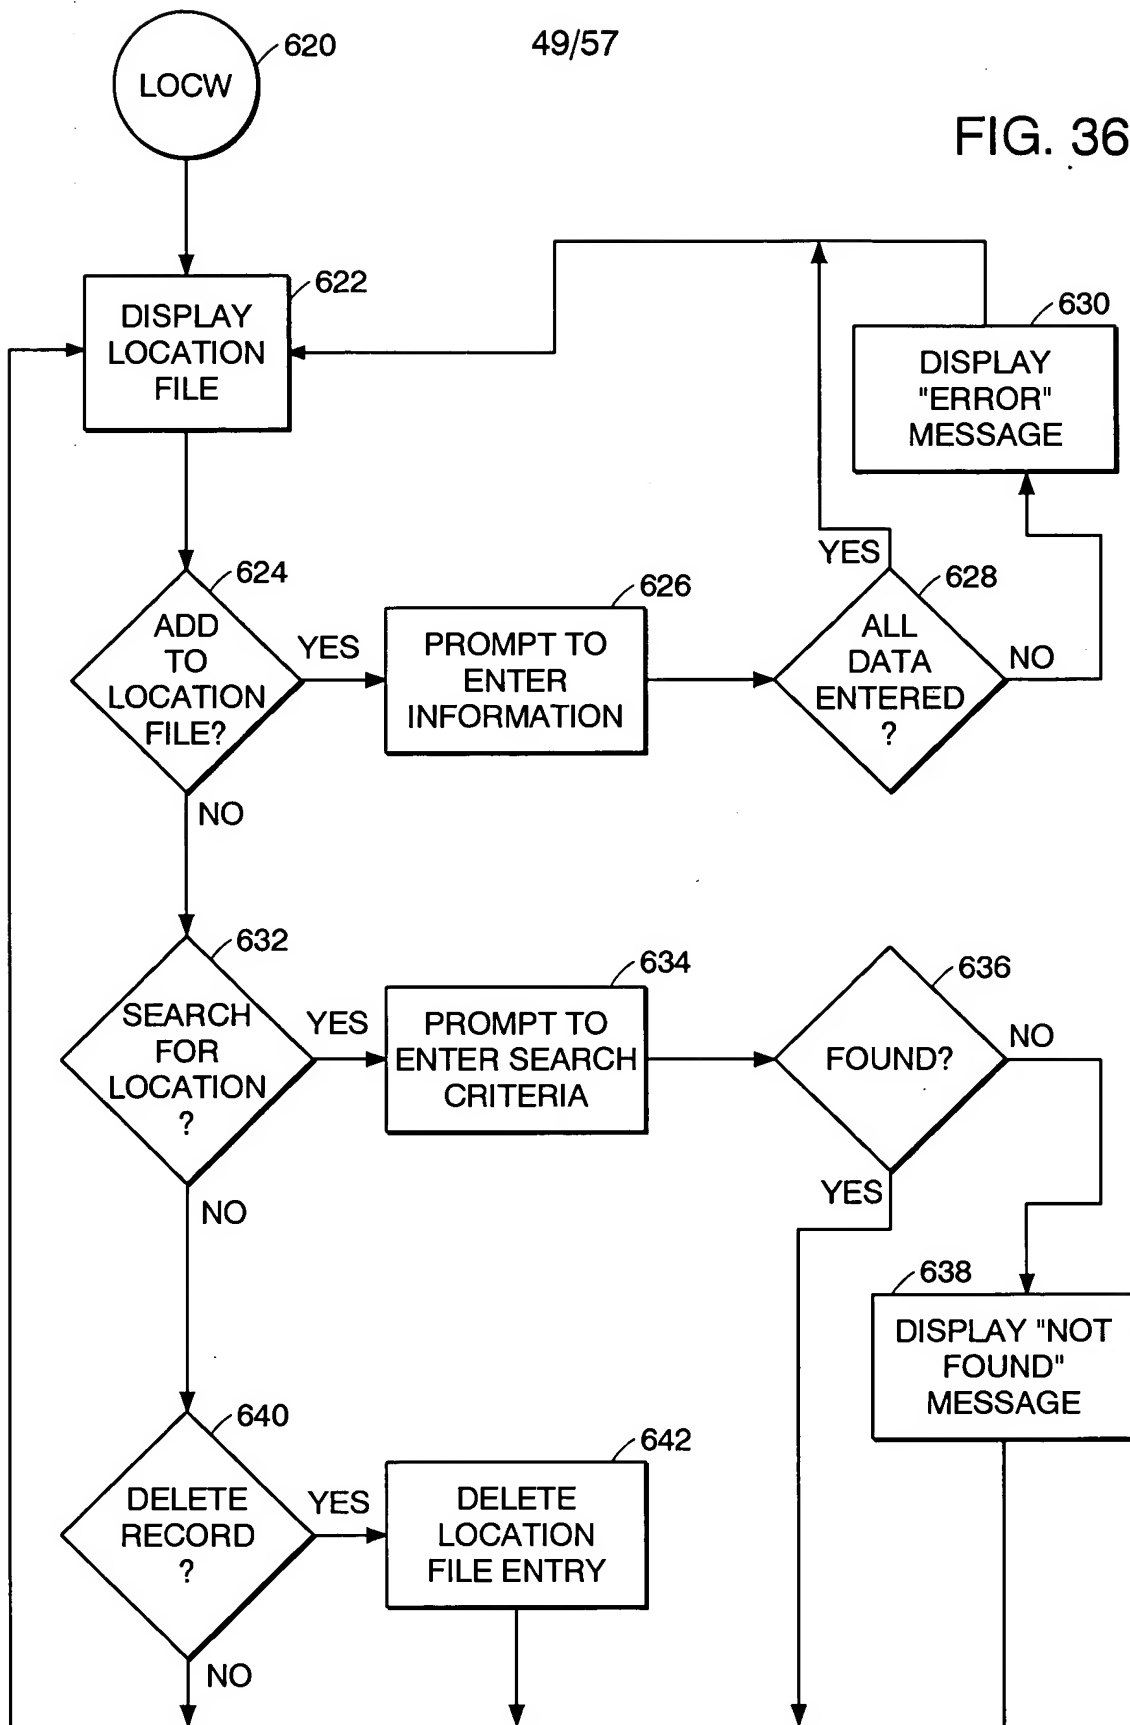 620
49/57
LOCW
FIG. 36
622
DISPLAY
LOCATION
FILE
630
DISPLAY
"ERROR"
MESSAGE
624
ADD
TO
LOCATION
FILE?
YES
626
PROMPT TO
ENTER
INFORMATION
YES
628
ALL
DATA
ENTERED
?
NO
NO
632
SEARCH
FOR
LOCATION
?
YES
634
PROMPT TO
ENTER SEARCH
CRITERIA
636
FOUND?
NO
YES
NO
638
DISPLAY "NOT
FOUND"
MESSAGE
640
DELETE
RECORD
?
YES
642
DELETE
LOCATION
FILE ENTRY
NO